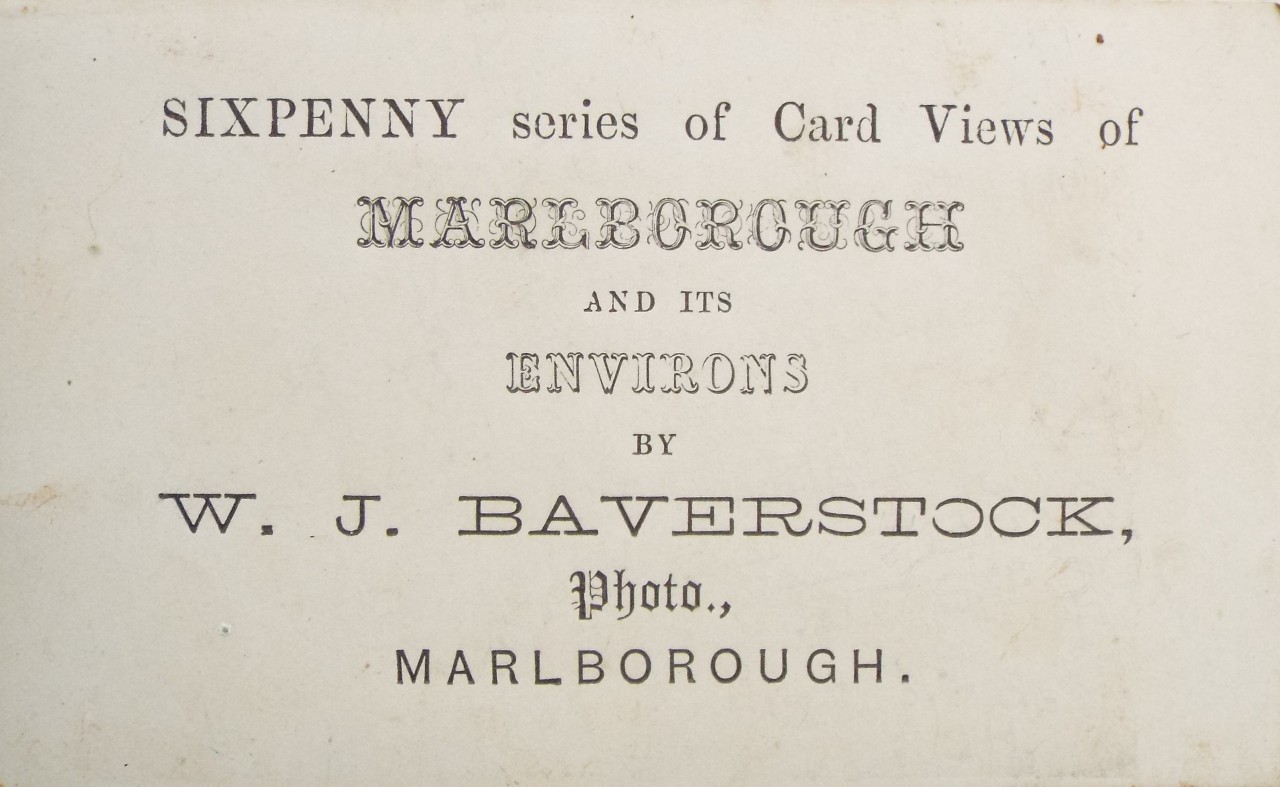 SIXPENNY series of Card Views of
MARLBOROUGH
AND ITS
ENVIRONS
BY
W. J. BAVERSTOCK,
Photo.,
MARLBOROUGH.